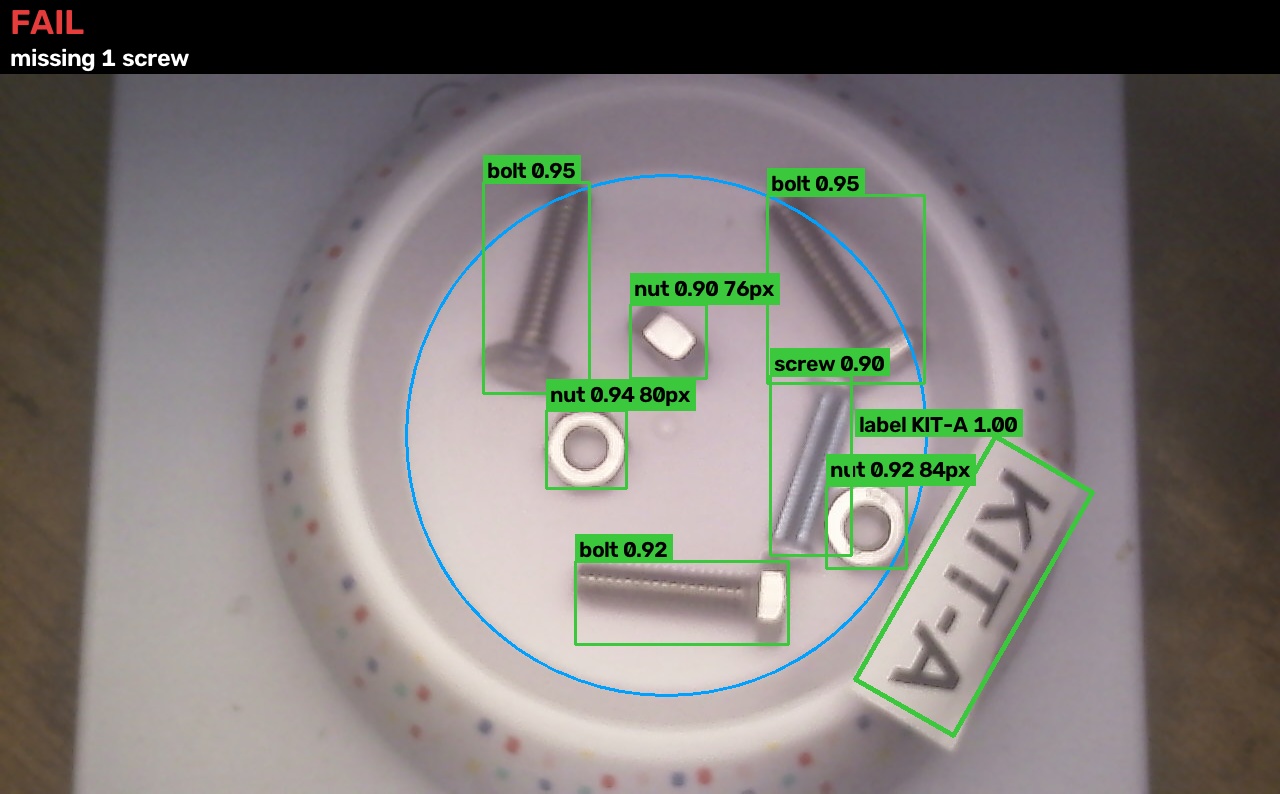 FAIL
missing 1 screw
bolt 0.95
bolt 0.95
nut 0.90 76px
screw 0.90
nut 0.94 80px
label KIT-A 1.00
nut 0.92 84px
bolt 0.92
KIT-A